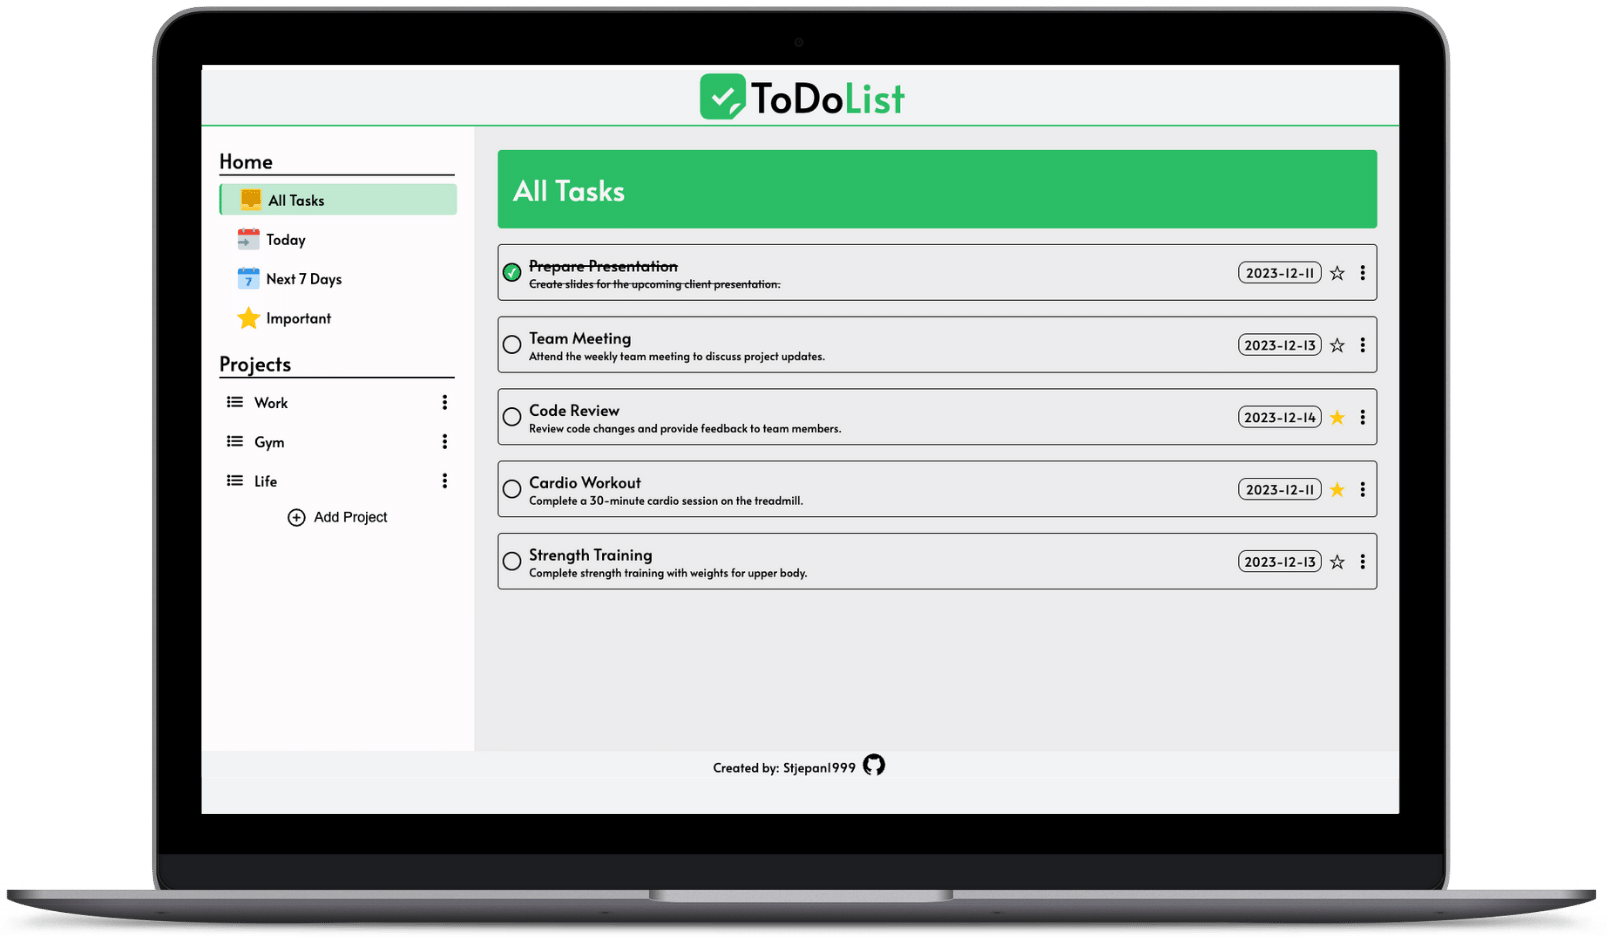 ToDoList
Home
All Tasks
Today
7
Next 7 Days
Important
Projects
Work
Gym
Life
Add Project
All Tasks
Prepare Presentation
Create slides for the upcoming client presentation.
2023-12-11
Team Meeting
Attend the weekly team meeting to discuss project updates.
2023-12-13
Code Review
Review code changes and provide feedback to team members.
2023-12-14
Cardio Workout
Complete a 30-minute cardio session on the treadmill.
2023-12-11
Strength Training
Complete strength training with weights for upper body.
2023-12-13
Created by: Stjepan1999